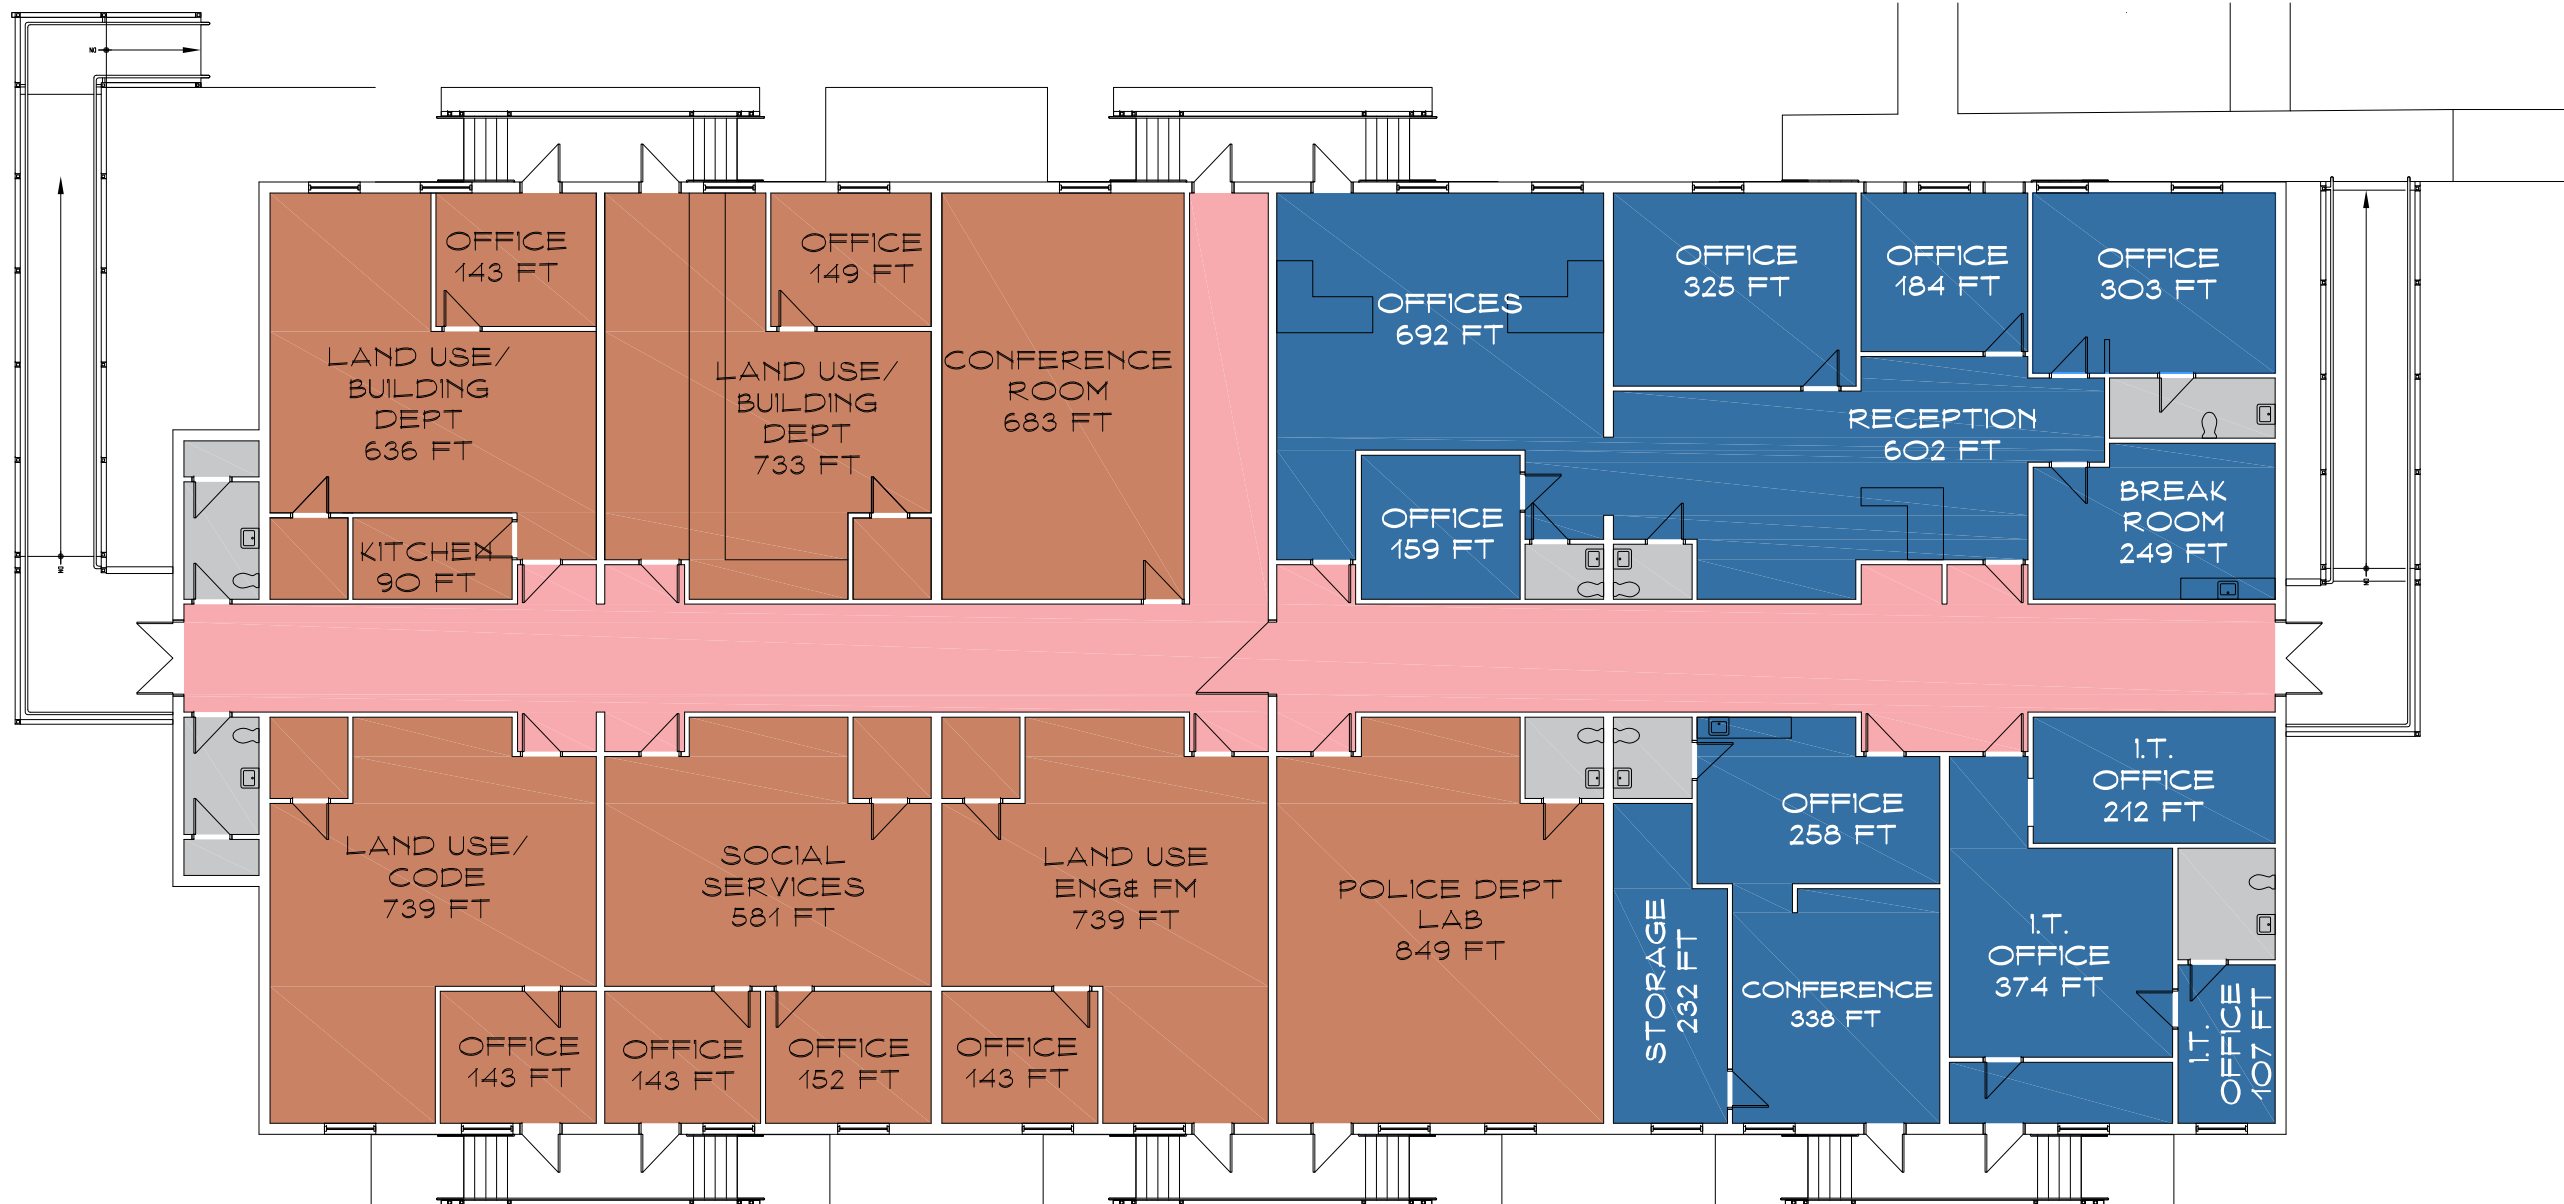 DN
OFFICE
143 FT
OFFICE
149 FT
LAND USE/
BUILDING
DEPT
636 FT
LAND USE/
BUILDING
DEPT
733 FT
CONFERENCE
ROOM
683 FT
KITCHEN
90 FT
OFFICES
692 FT
OFFICE
325 FT
OFFICE
184 FT
OFFICE
303 FT
RECEPTION
602 FT
OFFICE
159 FT
BREAK
ROOM
249 FT
DN
DN
LAND USE/
CODE
739 FT
SOCIAL
SERVICES
581 FT
LAND USE
ENG& FM
739 FT
POLICE DEPT
LAB
849 FT
OFFICE
258 FT
I.T.
OFFICE
212 FT
STORAGE
232 FT
CONFERENCE
338 FT
I.T.
OFFICE
374 FT
I.T.
OFFICE
107 FT
OFFICE
143 FT
OFFICE
143 FT
OFFICE
152 FT
OFFICE
143 FT